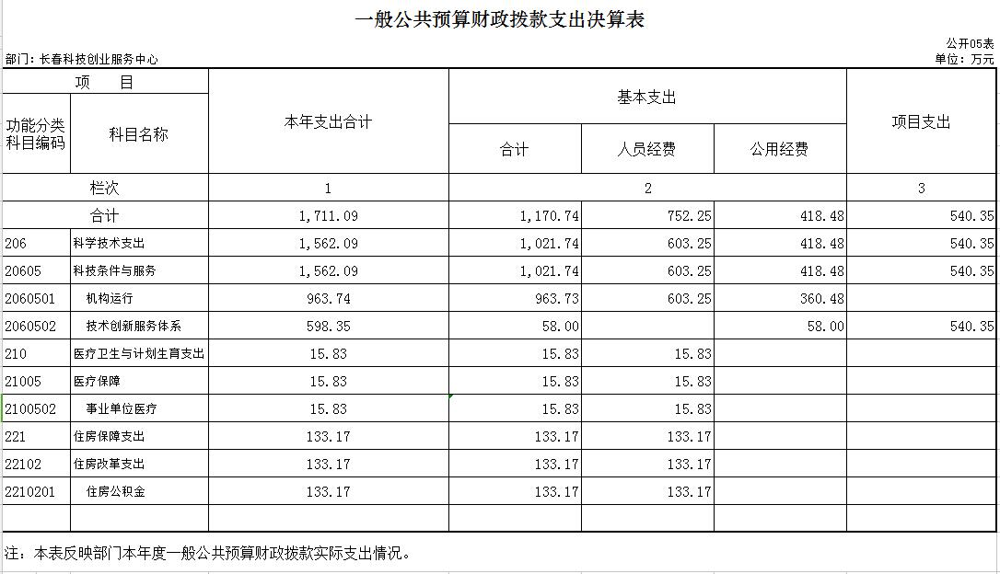 一般公共预算财政拨款支出决算表
公开05表
部门：长春科技创业服务中心 单位：万元
项 目 本年支出合计 基本支出 项目支出
功能分类科目编码 科目名称 合计 人员经费 公用经费
栏次 1 2 3
合计 1,711.09 1,170.74 752.25 418.48 540.35
206 科学技术支出 1,562.09 1,021.74 603.25 418.48 540.35
20605 科技条件与服务 1,562.09 1,021.74 603.25 418.48 540.35
2060501 机构运行 963.74 963.73 603.25 360.48
2060502 技术创新服务体系 598.35 58.00 58.00 540.35
210 医疗卫生与计划生育支出 15.83 15.83 15.83
21005 医疗保障 15.83 15.83 15.83
2100502 事业单位医疗 15.83 15.83 15.83
221 住房保障支出 133.17 133.17 133.17
22102 住房改革支出 133.17 133.17 133.17
2210201 住房公积金 133.17 133.17 133.17
注：本表反映部门本年度一般公共预算财政拨款实际支出情况。